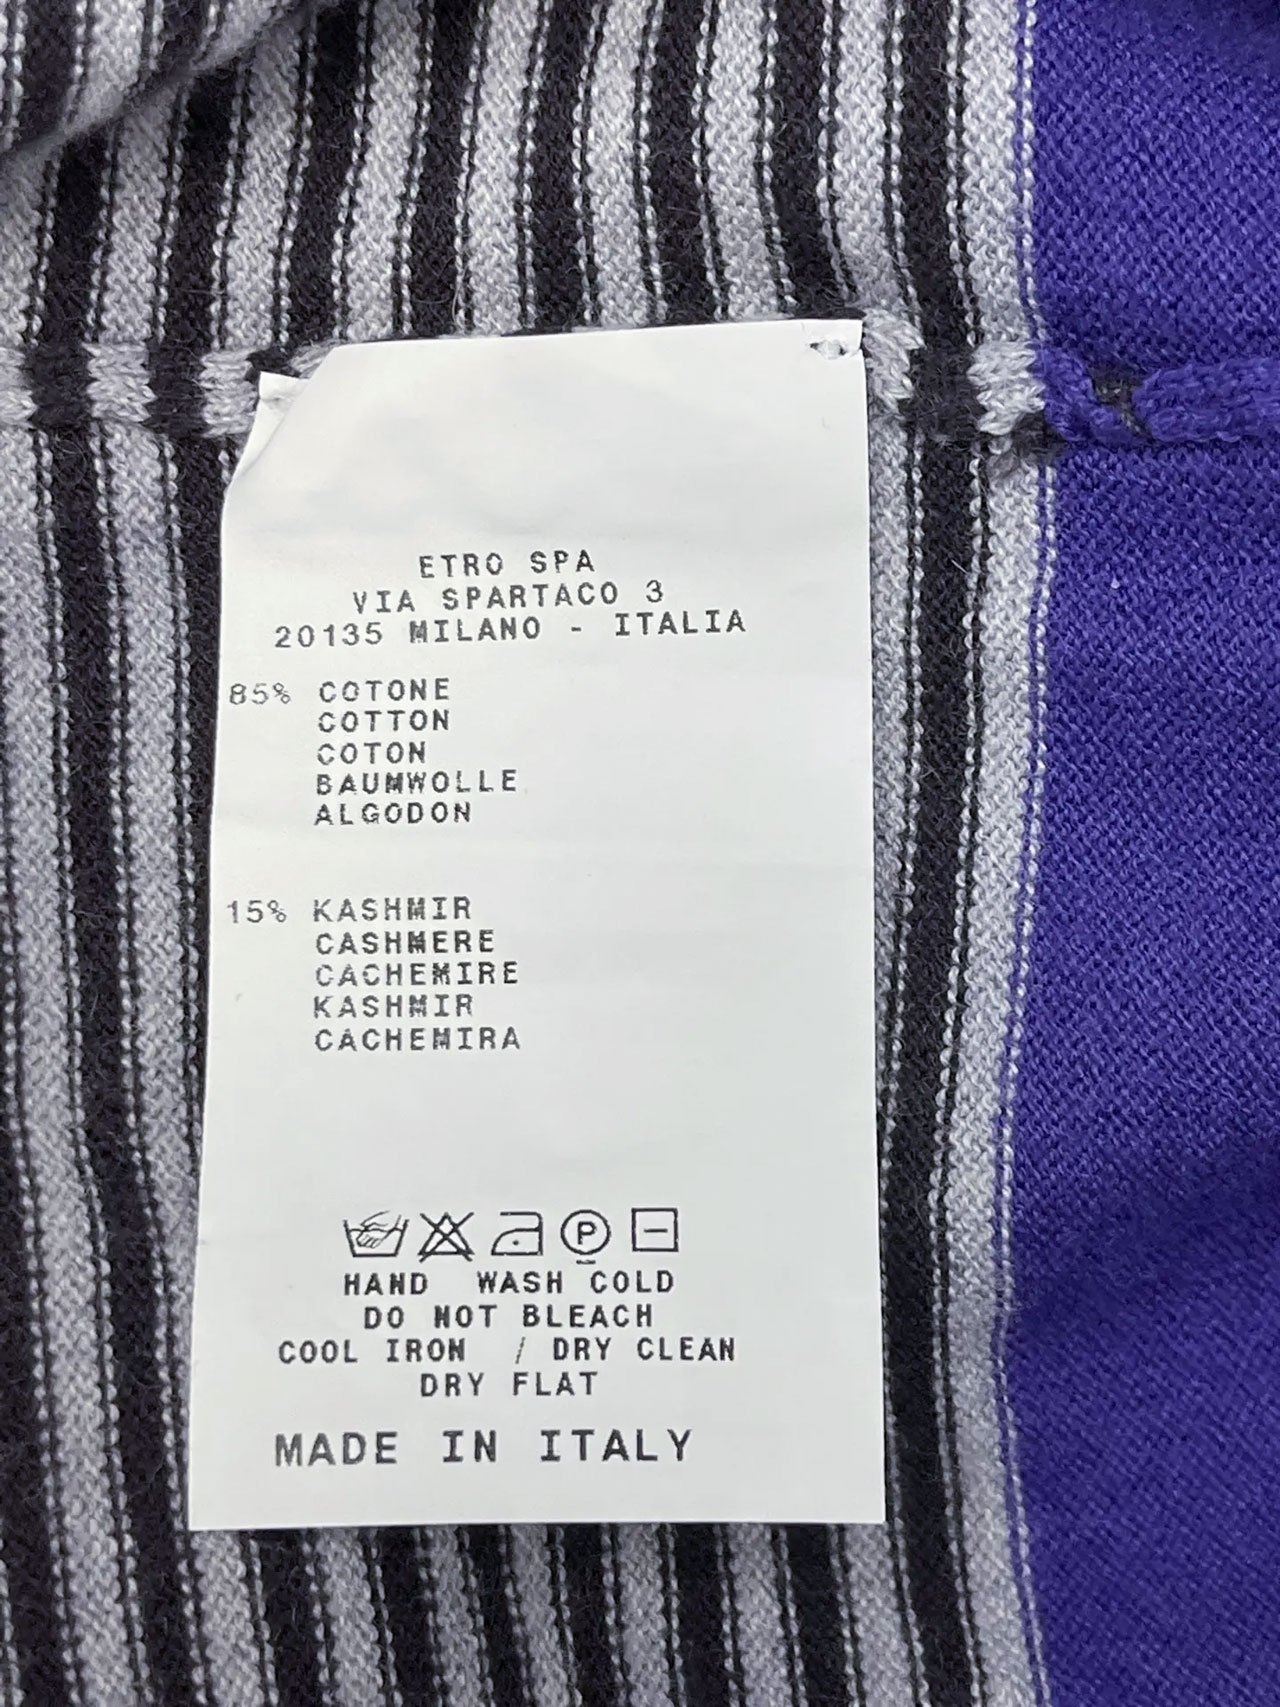 ETRO SPA
VIA SPARTACO 3
20135 MILANO - ITALIA
85% COTONE
COTTON
COTON
BAUMWOLLE
ALGODON
15% KASHMIR
CASHMERE
CACHEMIRE
KASHMIR
CACHEMIRA
P
HAND WASH COLD
DO NOT BLEACH
COOL IRON / DRY CLEAN
DRY FLAT
MADE IN ITALY